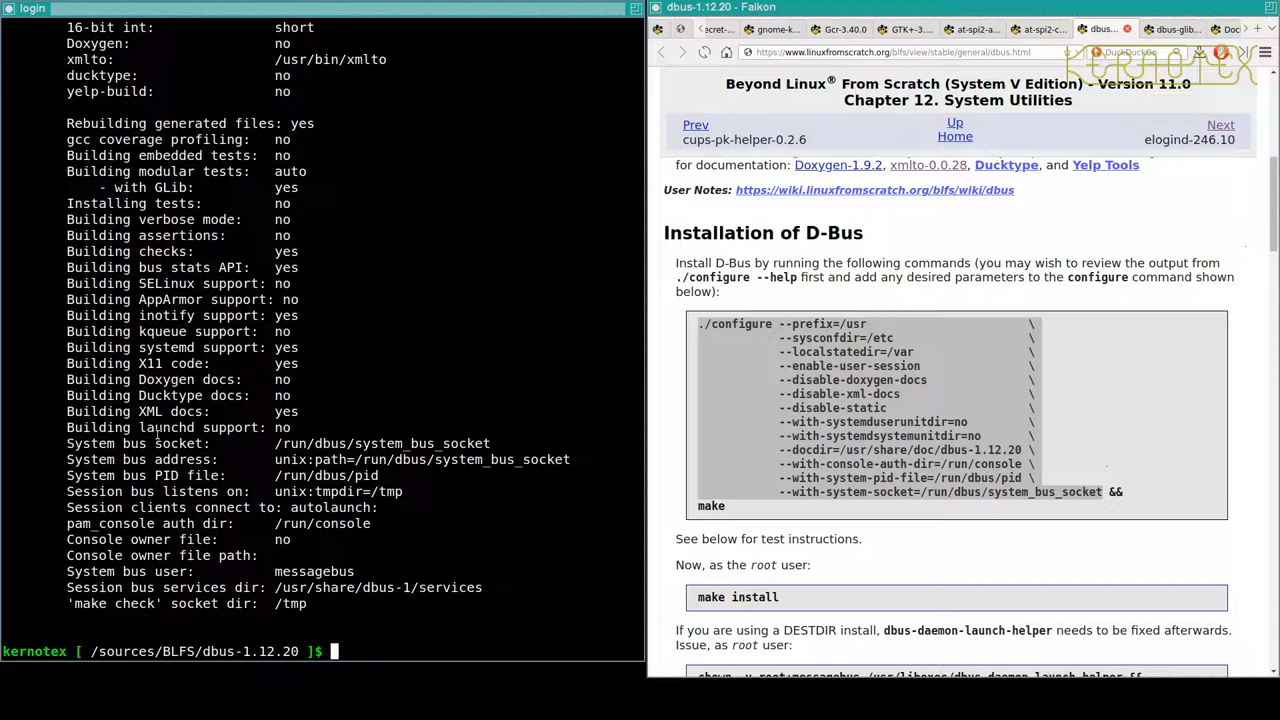 login
16-bit int: short
Doxygen: no
xmlto: /usr/bin/xmlto
ducktype: no
yelp-build: no
Rebuilding generated files: yes
gcc coverage profiling: no
Building embedded tests: no
Building modular tests: auto
- with GLib: yes
Installing tests: no
Building verbose mode: no
Building assertions: no
Building checks: yes
Building bus stats API: yes
Building SELinux support: no
Building AppArmor support: no
Building inotify support: yes
Building kqueue support: no
Building systemd support: yes
Building X11 code: yes
Building Doxygen docs: no
Building Ducktype docs: no
Building XML docs: yes
Building launchd support: no
System bus socket: /run/dbus/system_bus_socket
System bus address: unix:path=/run/dbus/system_bus_socket
System bus PID file: /run/dbus/pid
Session bus listens on: unix:tmpdir=/tmp
Session clients connect to: autolaunch:
pam_console auth dir: /run/console
Console owner file: no
Console owner file path:
System bus user: messagebus
Session bus services dir: /usr/share/dbus-1/services
'make check' socket dir: /tmp
kernotex [ /sources/BLFS/dbus-1.12.20 ]$
dbus-1.12.20 - Falkon
ecret-... gnome-k... Gcr-3.40.0 GTK+-3.... at-spi2-a... at-spi2-c... dbus... dbus-glib... Doc
https://www.linuxfromscratch.org/blfs/view/stable/general/dbus.html DuckDuckGo
KERNOTEX
Beyond Linux® From Scratch (System V Edition) - Version 11.0
Chapter 12. System Utilities
Prev Up Next
cups-pk-helper-0.2.6 Home elogind-246.10
for documentation: Doxygen-1.9.2, xmlto-0.0.28, Ducktype, and Yelp Tools
User Notes: https://wiki.linuxfromscratch.org/blfs/wiki/dbus
Installation of D-Bus
Install D-Bus by running the following commands (you may wish to review the output from
./configure --help first and add any desired parameters to the configure command shown
below):
./configure --prefix=/usr \
--sysconfdir=/etc \
--localstatedir=/var \
--enable-user-session \
--disable-doxygen-docs \
--disable-xml-docs \
--disable-static \
--with-systemduserunitdir=no \
--with-systemdsystemunitdir=no \
--docdir=/usr/share/doc/dbus-1.12.20 \
--with-console-auth-dir=/run/console \
--with-system-pid-file=/run/dbus/pid \
--with-system-socket=/run/dbus/system_bus_socket &&
make
See below for test instructions.
Now, as the root user:
make install
If you are using a DESTDIR install, dbus-daemon-launch-helper needs to be fixed afterwards.
Issue, as root user:
chown -v root:messagebus /usr/libexec/dbus-daemon-launch-helper &&